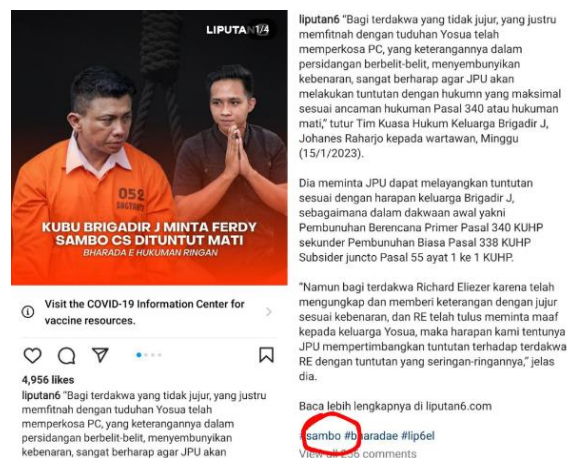 LIPUTAN
1/4
052
KUBU BRIGADIR J MINTA FERDY
SAMBO CS DITUNTUT MATI
BHARADA E HUKUMAN RINGAN
Visit the COVID-19 Information Center for
vaccine resources.
4,956 likes
liputan6 “Bagi terdakwa yang tidak jujur, yang justru
memfitnah dengan tuduhan Yosua telah
memperkosa PC, yang keterangannya dalam
persidangan berbelit-belit, menyembunyikan
kebenaran, sangat berharap agar JPU akan
liputan6 “Bagi terdakwa yang tidak jujur, yang justru
memfitnah dengan tuduhan Yosua telah
memperkosa PC, yang keterangannya dalam
persidangan berbelit-belit, menyembunyikan
kebenaran, sangat berharap agar JPU akan
melakukan tuntutan dengan hukumn yang maksimal
sesuai ancaman hukuman Pasal 340 atau hukuman
mati,” tutur Tim Kuasa Hukum Keluarga Brigadir J,
Johanes Raharjo kepada wartawan, Minggu
(15/1/2023).
Dia meminta JPU dapat melayangkan tuntutan
sesuai dengan harapan keluarga Brigadir J,
sebagaimana dalam dakwaan awal yakni
Pembunuhan Berencana Primer Pasal 340 KUHP
sekunder Pembunuhan Biasa Pasal 338 KUHP
Subsider juncto Pasal 55 ayat 1 ke 1 KUHP.
“Namun bagi terdakwa Richard Eliezer karena telah
mengungkap dan memberi keterangan dengan jujur
sesuai kebenaran, dan RE telah tulus meminta maaf
kepada keluarga Yosua, maka harapan kami tentunya
JPU mempertimbangkan tuntutan terhadap terdakwa
RE dengan tuntutan yang seringan-ringannya,” jelas
dia.
Baca lebih lengkapnya di liputan6.com
#sambo #bharadae #lip6el
View all 256 comments